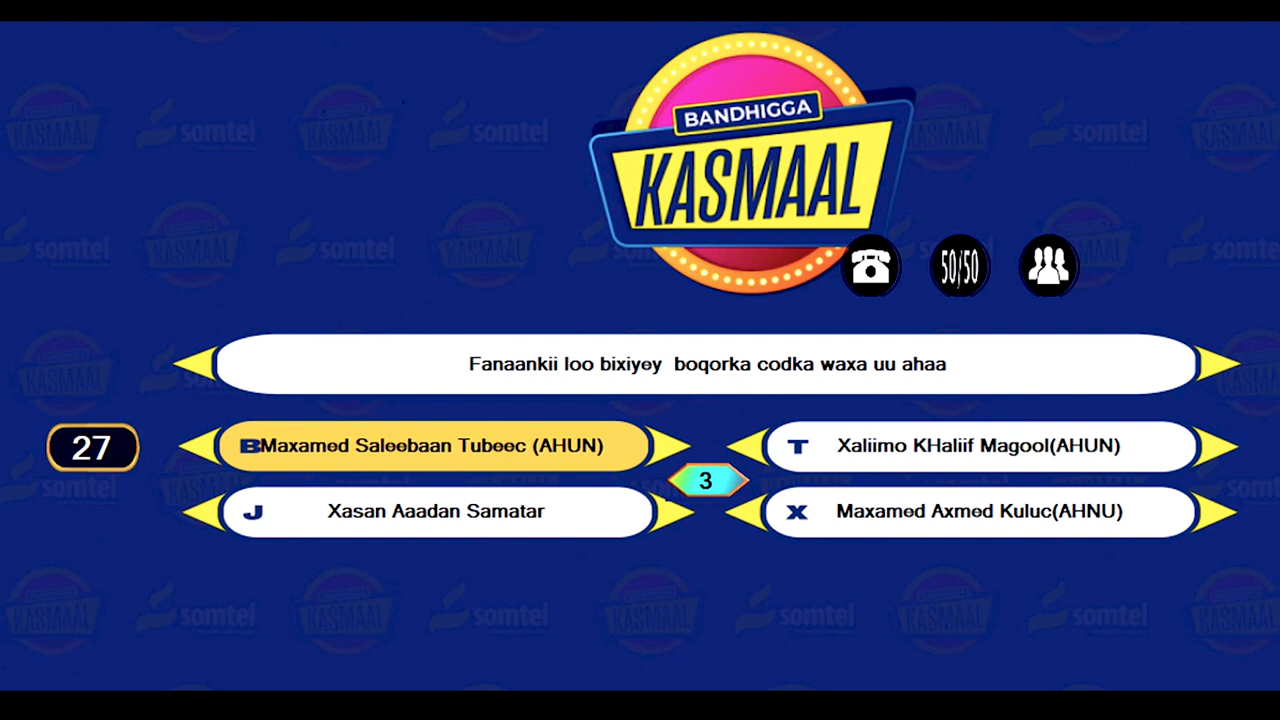 BANDHIGGA
KASMAAL
50/50
Fanaankii loo bixiyey boqorka codka waxa uu ahaa
27
B Maxamed Saleebaan Tubeec (AHUN)
T Xaliimo KHaliif Magool(AHUN)
3
J Xasan Aaadan Samatar
X Maxamed Axmed Kuluc(AHNU)
somtel